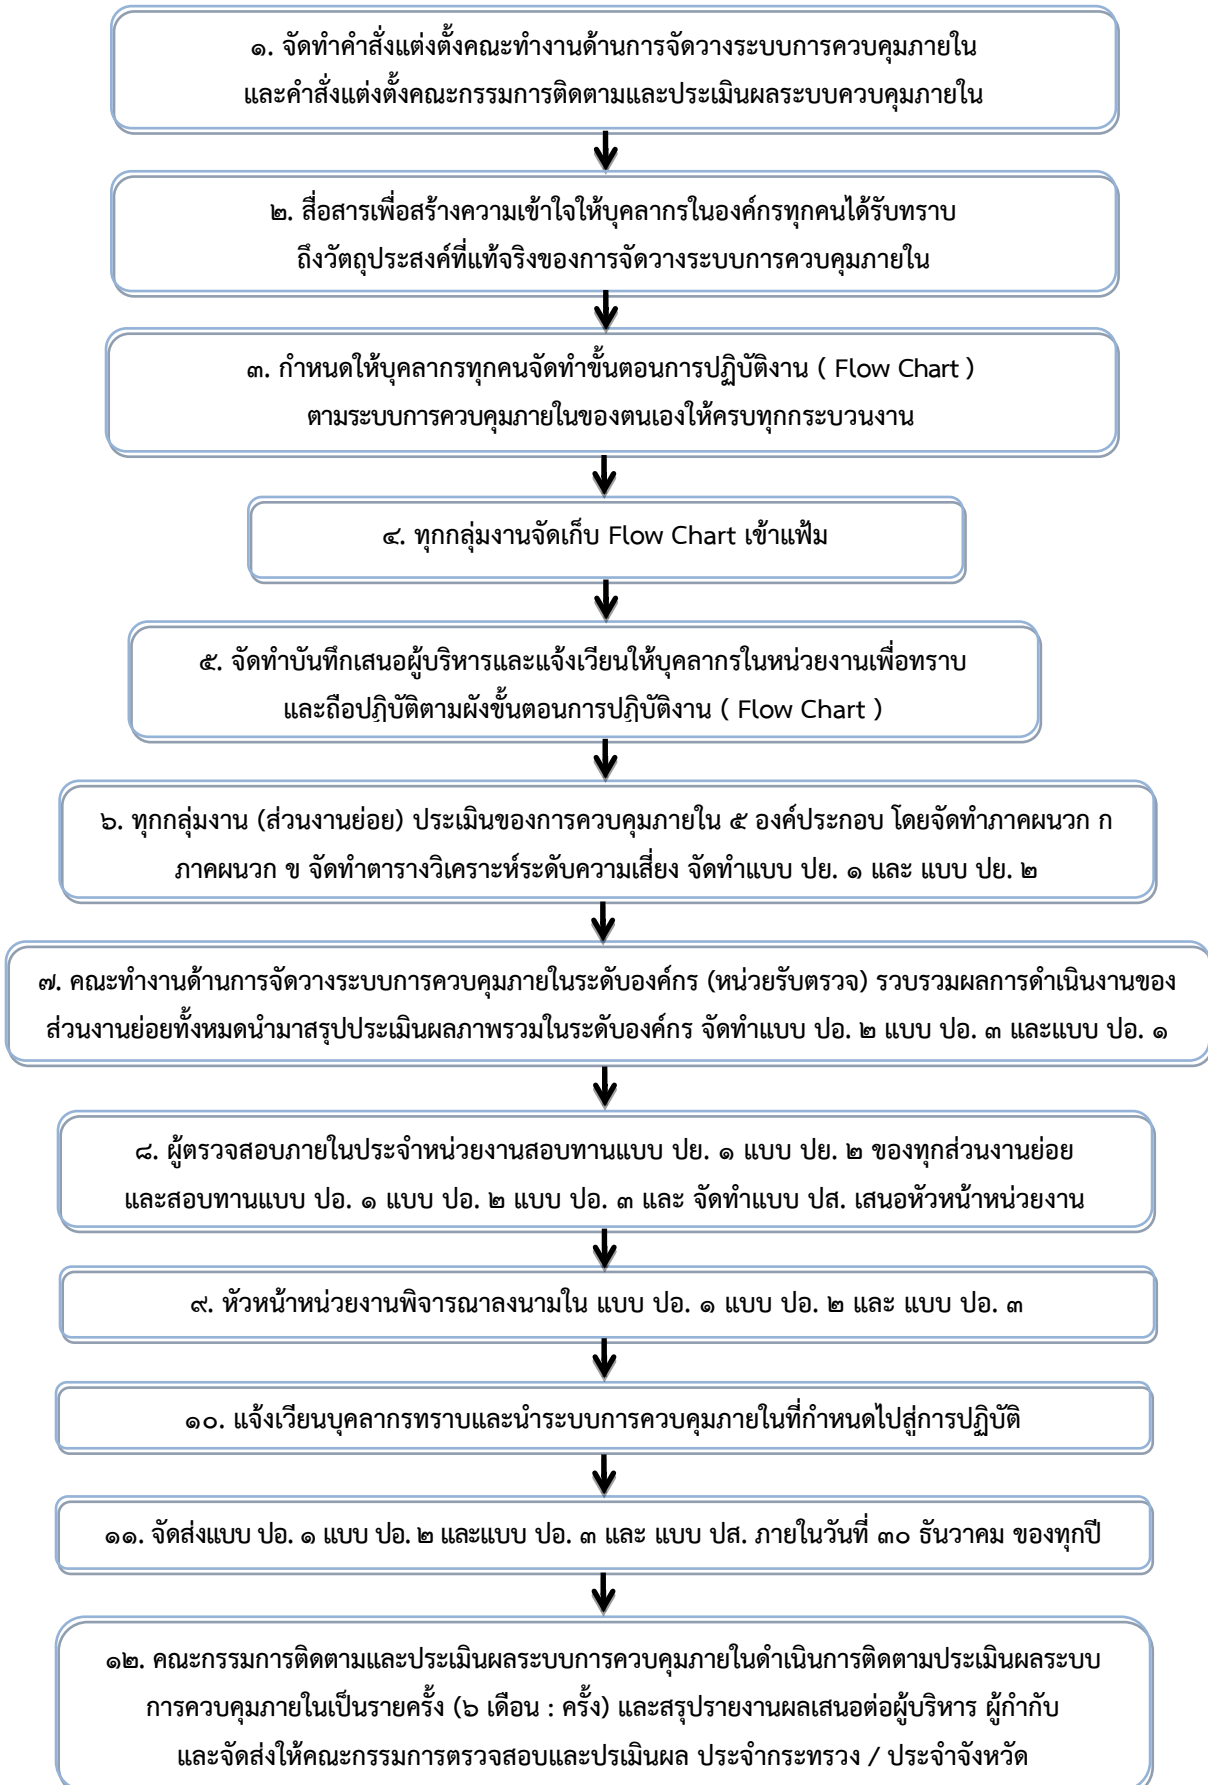 ๑. จัดทำคำสั่งแต่งตั้งคณะทำงานด้านการจัดวางระบบการควบคุมภายใน
และคำสั่งแต่งตั้งคณะกรรมการติดตามและประเมินผลระบบควบคุมภายใน
๒. สื่อสารเพื่อสร้างความเข้าใจให้บุคลากรในองค์กรทุกคนได้รับทราบ
ถึงวัตถุประสงค์ที่แท้จริงของการจัดวางระบบการควบคุมภายใน
๓. กำหนดให้บุคลากรทุกคนจัดทำขั้นตอนการปฏิบัติงาน ( Flow Chart )
ตามระบบการควบคุมภายในของตนเองให้ครบทุกกระบวนงาน
๔. ทุกกลุ่มงานจัดเก็บ Flow Chart เข้าแฟ้ม
๕. จัดทำบันทึกเสนอผู้บริหารและแจ้งเวียนให้บุคลากรในหน่วยงานเพื่อทราบ
และถือปฏิบัติตามผังขั้นตอนการปฏิบัติงาน ( Flow Chart )
๖. ทุกกลุ่มงาน (ส่วนงานย่อย) ประเมินของการควบคุมภายใน ๕ องค์ประกอบ โดยจัดทำภาคผนวก ก
ภาคผนวก ข จัดทำตารางวิเคราะห์ระดับความเสี่ยง จัดทำแบบ ปย. ๑ และ แบบ ปย. ๒
๗. คณะทำงานด้านการจัดวางระบบการควบคุมภายในระดับองค์กร (หน่วยรับตรวจ) รวบรวมผลการดำเนินงานของ
ส่วนงานย่อยทั้งหมดนำมาสรุปประเมินผลภาพรวมในระดับองค์กร จัดทำแบบ ปอ. ๒ แบบ ปอ. ๓ และแบบ ปอ. ๑
๘. ผู้ตรวจสอบภายในประจำหน่วยงานสอบทานแบบ ปย. ๑ แบบ ปย. ๒ ของทุกส่วนงานย่อย
และสอบทานแบบ ปอ. ๑ แบบ ปอ. ๒ แบบ ปอ. ๓ และ จัดทำแบบ ปส. เสนอหัวหน้าหน่วยงาน
๙. หัวหน้าหน่วยงานพิจารณาลงนามใน แบบ ปอ. ๑ แบบ ปอ. ๒ และ แบบ ปอ. ๓
๑๐. แจ้งเวียนบุคลากรทราบและนำระบบการควบคุมภายในที่กำหนดไปสู่การปฏิบัติ
๑๑. จัดส่งแบบ ปอ. ๑ แบบ ปอ. ๒ และแบบ ปอ. ๓ และ แบบ ปส. ภายในวันที่ ๓๐ ธันวาคม ของทุกปี
๑๒. คณะกรรมการติดตามและประเมินผลระบบการควบคุมภายในดำเนินการติดตามประเมินผลระบบ
การควบคุมภายในเป็นรายครั้ง (๖ เดือน : ครั้ง) และสรุปรายงานผลเสนอต่อผู้บริหาร ผู้กำกับ
และจัดส่งให้คณะกรรมการตรวจสอบและปรเมินผล ประจำกระทรวง / ประจำจังหวัด